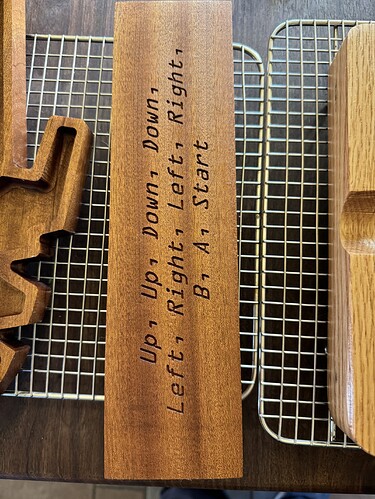 Up, Up, Down, Down,
Left, Right, Left, Right,
B, A, Start